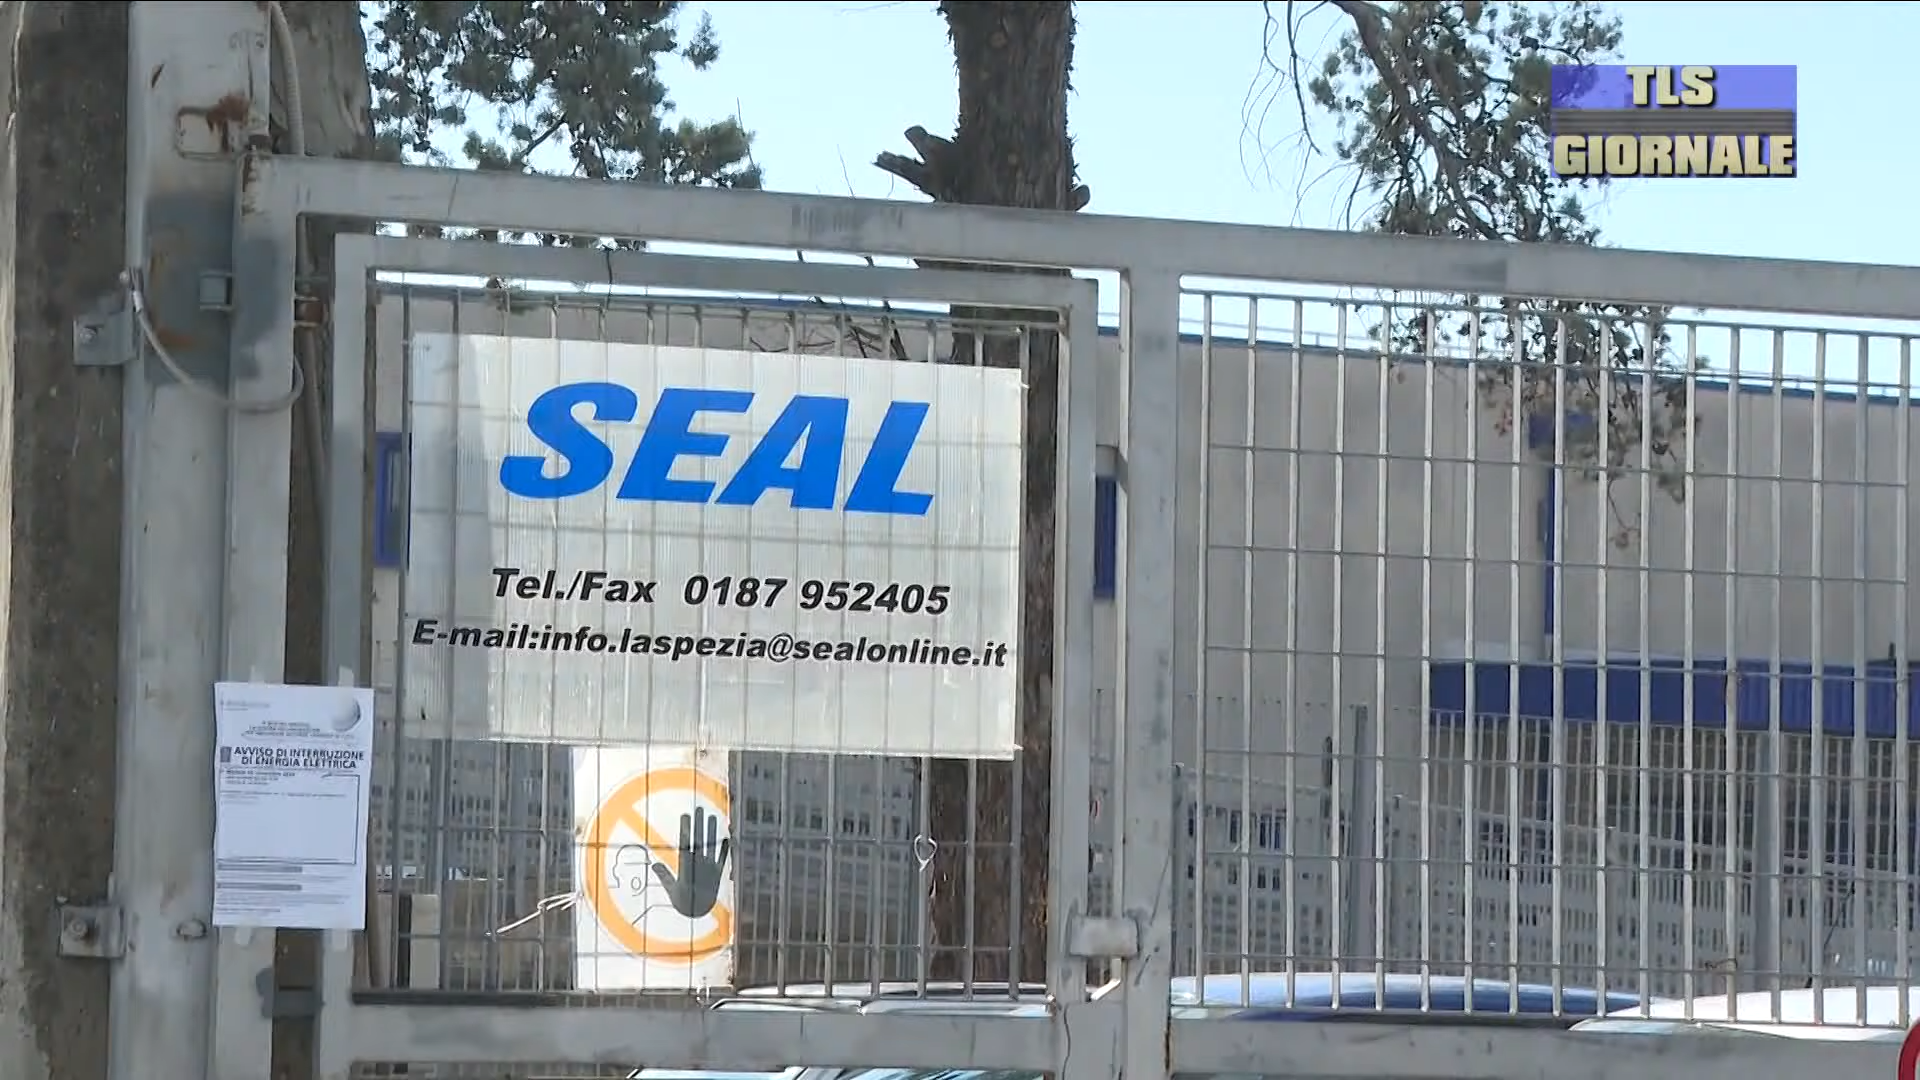 TLS
GIORNALE
SEAL
Tel./Fax 0187 952405
E-mail:info.laspezia@sealonline.it
AVVISO DI INTERRUZIONE
DI ENERGIA ELETTRICA